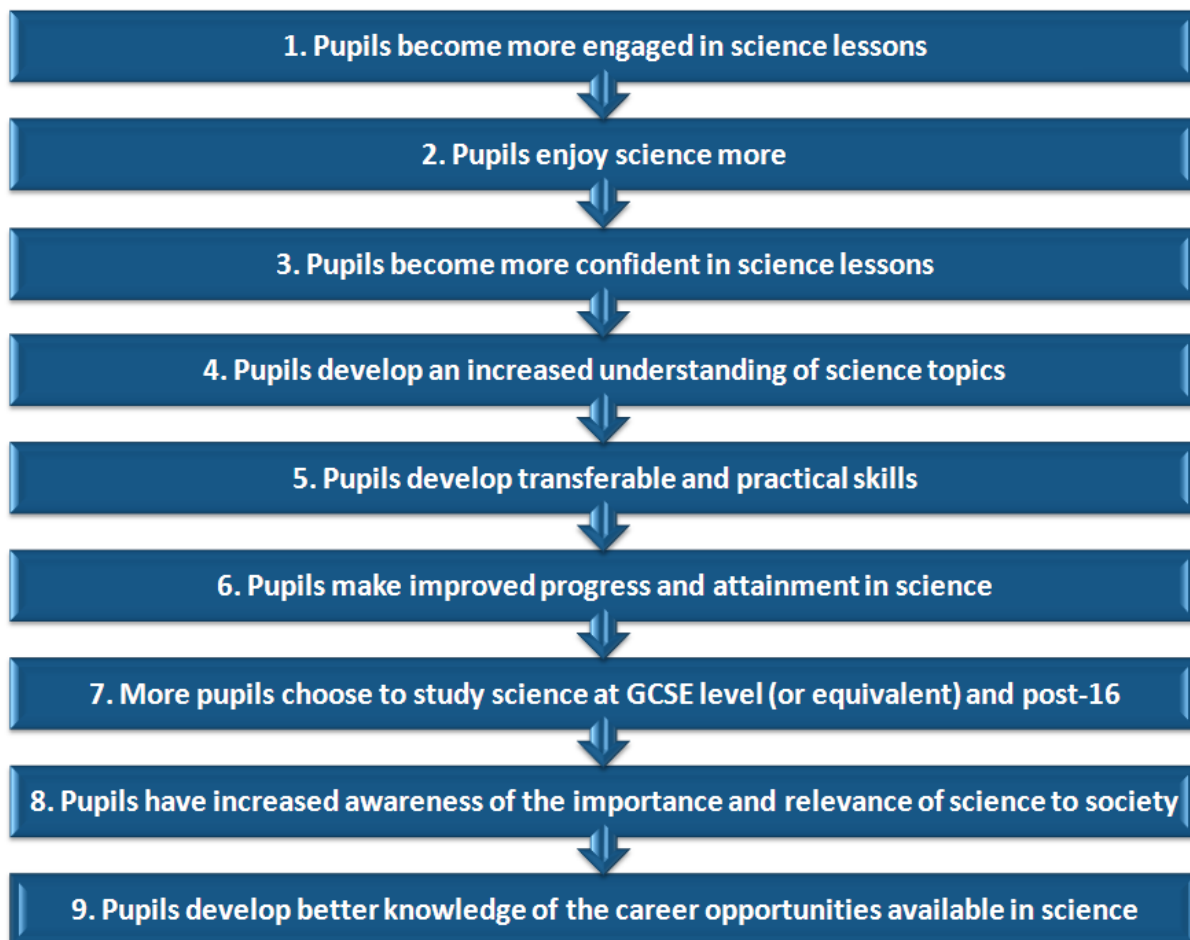 1. Pupils become more engaged in science lessons
2. Pupils enjoy science more
3. Pupils become more confident in science lessons
4. Pupils develop an increased understanding of science topics
5. Pupils develop transferable and practical skills
6. Pupils make improved progress and attainment in science
7. More pupils choose to study science at GCSE level (or equivalent) and post-16
8. Pupils have increased awareness of the importance and relevance of science to society
9. Pupils develop better knowledge of the career opportunities available in science